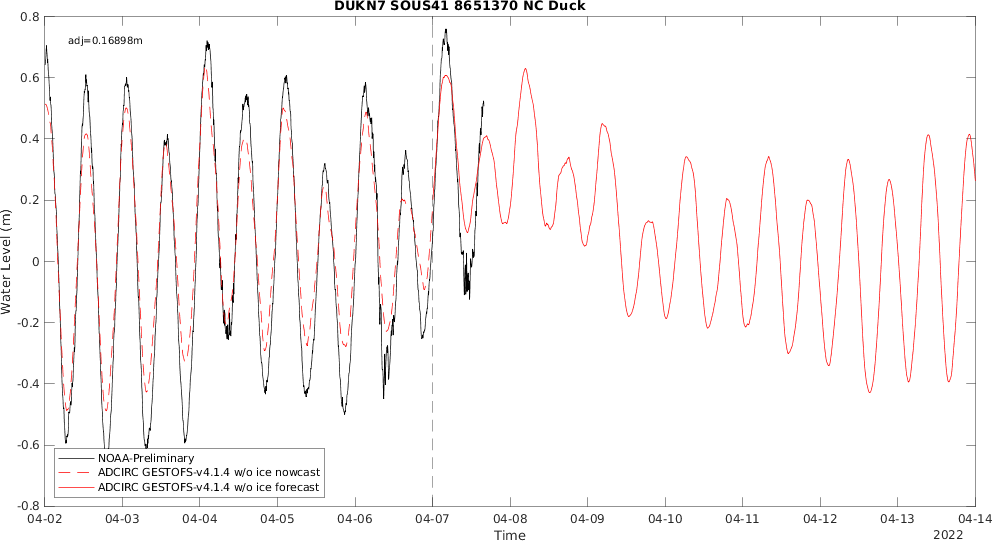 DUKN7 SOUS41 8651370 NC Duck
adj=0.16898m
0.8
0.6
0.4
0.2
0
-0.2
-0.4
-0.6
-0.8
Water Level (m)
NOAA-Preliminary
ADCIRC GESTOFS-v4.1.4 w/o ice nowcast
ADCIRC GESTOFS-v4.1.4 w/o ice forecast
04-02 04-03 04-04 04-05 04-06 04-07 04-08 04-09 04-10 04-11 04-12 04-13 04-14
Time
2022